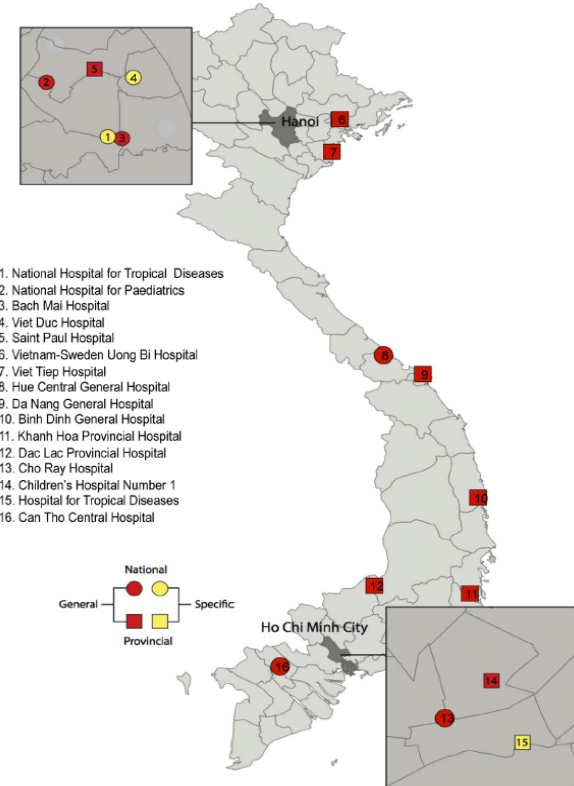 5
2
4
1
3
Hanoi
6
7
1. National Hospital for Tropical Diseases
2. National Hospital for Paediatrics
3. Bach Mai Hospital
4. Viet Duc Hospital
5. Saint Paul Hospital
6. Vietnam-Sweden Uong Bi Hospital
7. Viet Tiep Hospital
8. Hue Central General Hospital
9. Da Nang General Hospital
10. Binh Dinh General Hospital
11. Khanh Hoa Provincial Hospital
12. Dac Lac Provincial Hospital
13. Cho Ray Hospital
14. Children's Hospital Number 1
15. Hospital for Tropical Diseases
16. Can Tho Central Hospital
8
9
10
National
General
Specific
Provincial
12
11
Ho Chi Minh City
16
14
13
15